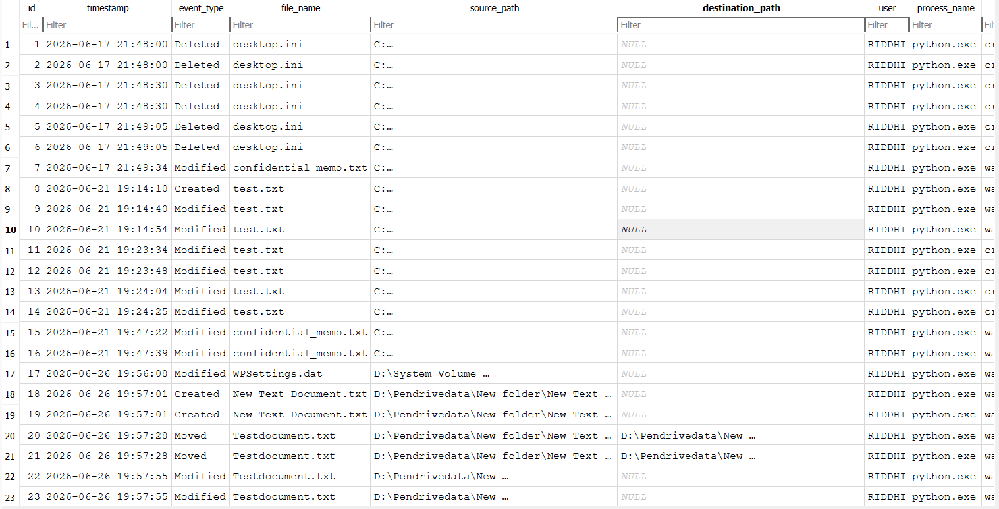 id timestamp event_type file_name source_path destination_path user process_name
Fil... Filter Filter Filter Filter Filter Filter Filter Fil
1 1 2026-06-17 21:48:00 Deleted desktop.ini C:… NULL RIDDHI python.exe cr
2 2 2026-06-17 21:48:00 Deleted desktop.ini C:… NULL RIDDHI python.exe cr
3 3 2026-06-17 21:48:30 Deleted desktop.ini C:… NULL RIDDHI python.exe cr
4 4 2026-06-17 21:48:30 Deleted desktop.ini C:… NULL RIDDHI python.exe cr
5 5 2026-06-17 21:49:05 Deleted desktop.ini C:… NULL RIDDHI python.exe cr
6 6 2026-06-17 21:49:05 Deleted desktop.ini C:… NULL RIDDHI python.exe cr
7 7 2026-06-17 21:49:34 Modified confidential_memo.txt C:… NULL RIDDHI python.exe wa
8 8 2026-06-21 19:14:10 Created test.txt C:… NULL RIDDHI python.exe wa
9 9 2026-06-21 19:14:40 Modified test.txt C:… NULL RIDDHI python.exe wa
10 10 2026-06-21 19:14:54 Modified test.txt C:… NULL RIDDHI python.exe wa
11 11 2026-06-21 19:23:34 Modified test.txt C:… NULL RIDDHI python.exe cr
12 12 2026-06-21 19:23:48 Modified test.txt C:… NULL RIDDHI python.exe cr
13 13 2026-06-21 19:24:04 Modified test.txt C:… NULL RIDDHI python.exe cr
14 14 2026-06-21 19:24:25 Modified test.txt C:… NULL RIDDHI python.exe cr
15 15 2026-06-21 19:47:22 Modified confidential_memo.txt C:… NULL RIDDHI python.exe wa
16 16 2026-06-21 19:47:39 Modified confidential_memo.txt C:… NULL RIDDHI python.exe wa
17 17 2026-06-26 19:56:08 Modified WPSettings.dat D:\System Volume … NULL RIDDHI python.exe wa
18 18 2026-06-26 19:57:01 Created New Text Document.txt D:\Pendrivedata\New folder\New Text … NULL RIDDHI python.exe wa
19 19 2026-06-26 19:57:01 Created New Text Document.txt D:\Pendrivedata\New folder\New Text … NULL RIDDHI python.exe wa
20 20 2026-06-26 19:57:28 Moved Testdocument.txt D:\Pendrivedata\New folder\New Text … D:\Pendrivedata\New … RIDDHI python.exe wa
21 21 2026-06-26 19:57:28 Moved Testdocument.txt D:\Pendrivedata\New folder\New Text … D:\Pendrivedata\New … RIDDHI python.exe wa
22 22 2026-06-26 19:57:55 Modified Testdocument.txt D:\Pendrivedata\New … NULL RIDDHI python.exe wa
23 23 2026-06-26 19:57:55 Modified Testdocument.txt D:\Pendrivedata\New … NULL RIDDHI python.exe wa